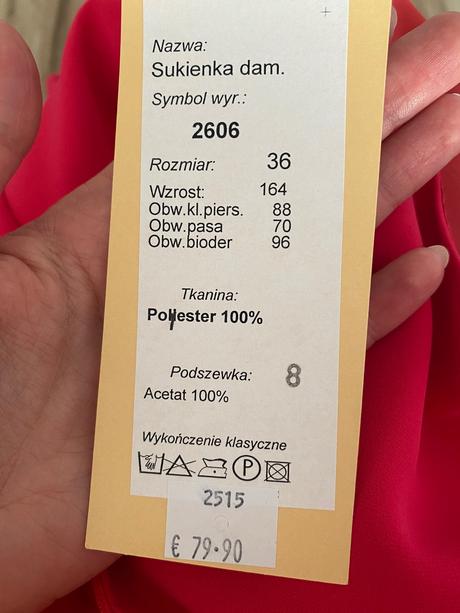 Nazwa:
Sukienka dam.
Symbol wyr.:
2606
Rozmiar: 36
Wzrost: 164
Obw.kl.piers. 88
Obw.pasa 70
Obw.bioder 96
Tkanina:
Poliester 100%
Podszewka: 8
Acetat 100%
Wykończenie klasyczne
P
2515
€ 79.90